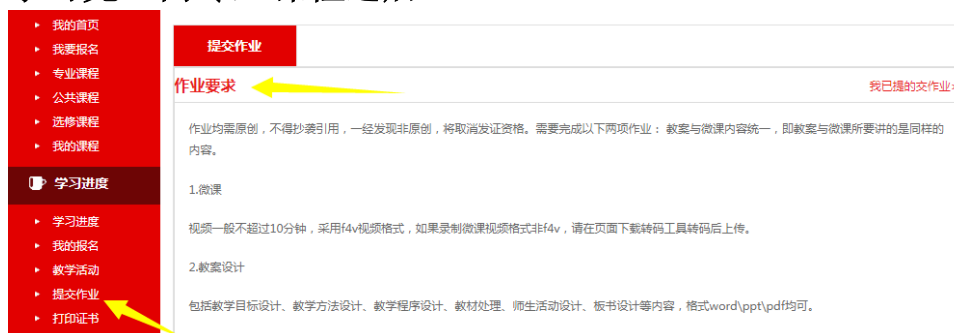 我的首页
我要报名
专业课程
公共课程
选修课程
我的课程
学习进度
学习进度
我的报名
教学活动
提交作业
打印证书
提交作业
作业要求
我已提的交作业
作业均需原创，不得抄袭引用，一经发现非原创，将取消发证资格。需要完成以下两项作业： 教案与微课内容统一，即教案与微课所要讲的是同样的
内容。
1.微课
视频一般不超过10分钟，采用f4v视频格式，如果录制微课视频格式非f4v，请在页面下载转码工具转码后上传。
2.教案设计
包括教学目标设计、教学方法设计、教学程序设计、教材处理、师生活动设计、板书设计等内容，格式word\ppt\pdf均可。